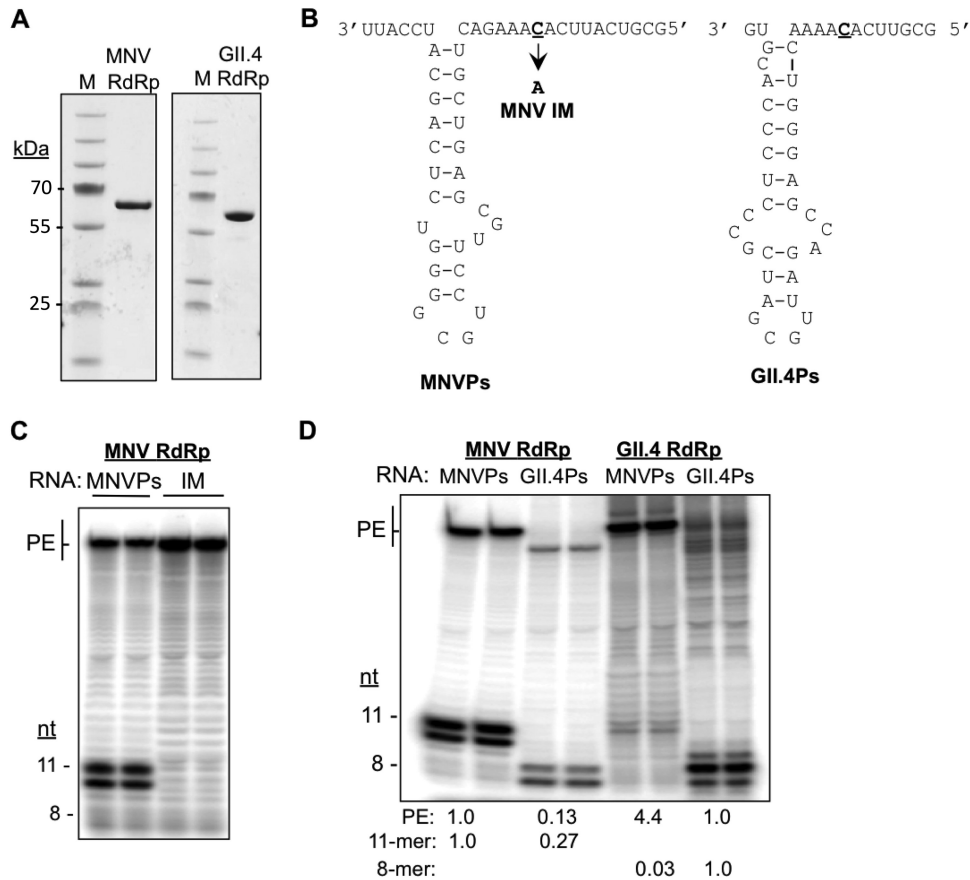 A
MNV GII.4
M RdRp M RdRp
kDa
70 -
55 -
25 -
B
3’UUACCU CAGAAACACUUACUGCG5’
A
MNV IM
A-U
C-G
G-C
A-U
C-G
U-A
C-G
U C G
G-U U
G-C
G-C
G U
C G
MNVPs
3’ GU AAAACACUUGCG 5’
G C
C
A U
C-G
C-G
C-G
U-A
C-G
C C
C C
G C-G A
U-A
A-U
G U
C G
GII.4Ps
C
MNV RdRp
RNA: MNVPs IM
PE
nt
11 -
8 -
D
MNV RdRp GII.4 RdRp
RNA: MNVPs GII.4Ps MNVPs GII.4Ps
PE
nt
11 -
8 -
PE: 1.0 0.13 4.4 1.0
11-mer: 1.0 0.27
8-mer: 0.03 1.0